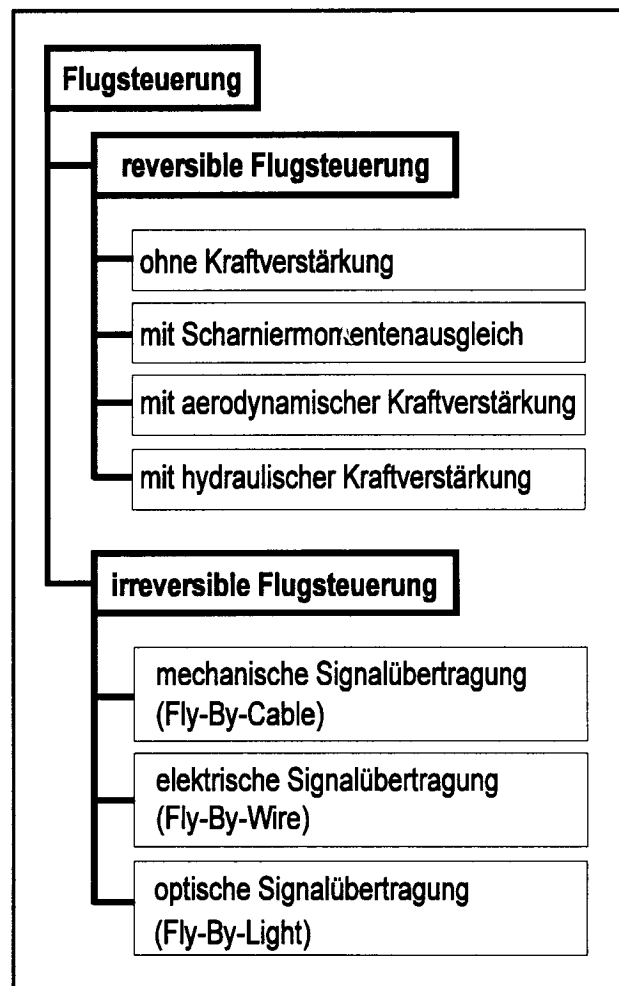 Flugsteuerung
reversible Flugsteuerung
ohne Kraftverstärkung
mit Scharniermomentenausgleich
mit aerodynamischer Kraftverstärkung
mit hydraulischer Kraftverstärkung
irreversible Flugsteuerung
mechanische Signalübertragung
(Fly-By-Cable)
elektrische Signalübertragung
(Fly-By-Wire)
optische Signalübertragung
(Fly-By-Light)